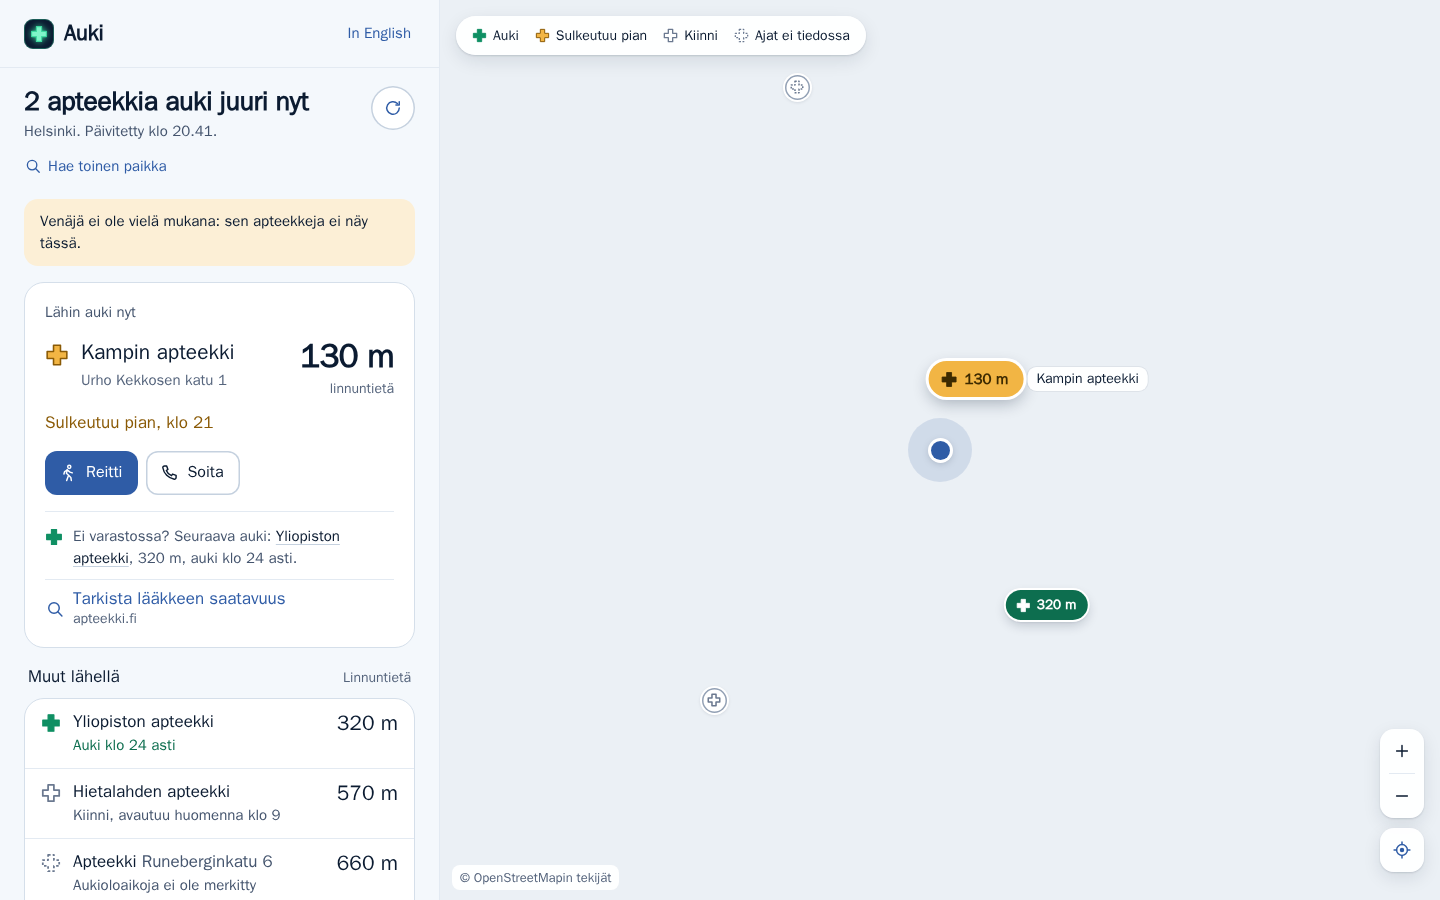 Auki
In English
2 apteekkia auki juuri nyt
Helsinki. Päivitetty klo 20.41.
Hae toinen paikka
Venäjä ei ole vielä mukana: sen apteekkeja ei näy
tässä.
Lähin auki nyt
Kampin apteekki
130 m
Urho Kekkosen katu 1
linnuntietä
Sulkeutuu pian, klo 21
Reitti
Soita
Ei varastossa? Seuraava auki: Yliopiston
apteekki, 320 m, auki klo 24 asti.
Tarkista lääkkeen saatavuus
apteekki.fi
Muut lähellä
Linnuntietä
Yliopiston apteekki
320 m
Auki klo 24 asti
Hietalahden apteekki
570 m
Kiinni, avautuu huomenna klo 9
Apteekki Runeberginkatu 6
660 m
Aukioloaikoja ei ole merkitty
Auki
Sulkeutuu pian
Kiinni
Ajat ei tiedossa
130 m
Kampin apteekki
320 m
+
−
© OpenStreetMapin tekijät